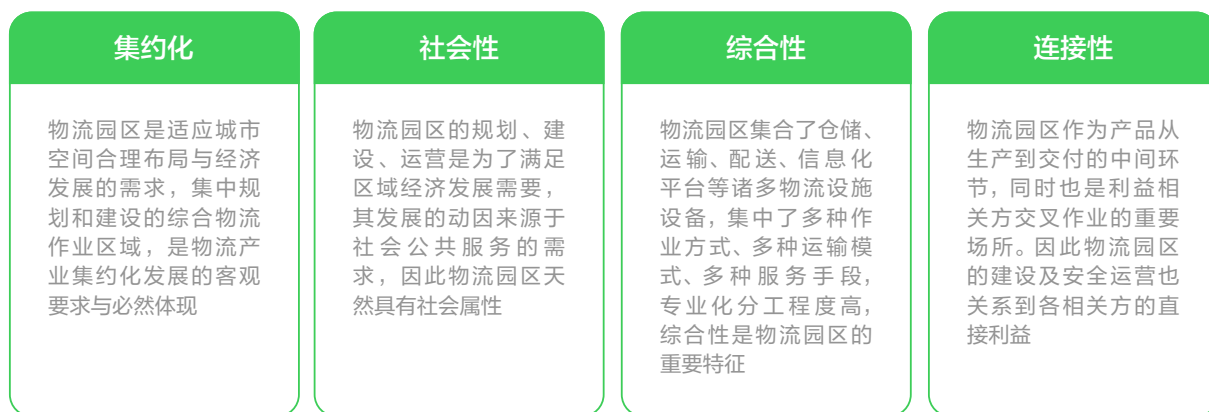 集约化
物流园区是适应城市
空间合理布局与经济
发展的需求，集中规
划和建设的综合物流
作业区域，是物流产
业集约化发展的客观
要求与必然体现
社会性
物流园区的规划、建
设、运营是为了满足
区域经济发展需要，
其发展的动因来源于
社会公共服务的需
求，因此物流园区天
然具有社会属性
综合性
物流园区集合了仓储、
运输、配送、信息化
平台等诸多物流设施
设备，集中了多种作
业方式、多种运输模
式、多种服务手段，
专业化分工程度高，
综合性是物流园区的
重要特征
连接性
物流园区作为产品从
生产到交付的中间环
节，同时也是利益相
关方交叉作业的重要
场所。因此物流园区
的建设及安全运营也
关系到各相关方的直
接利益